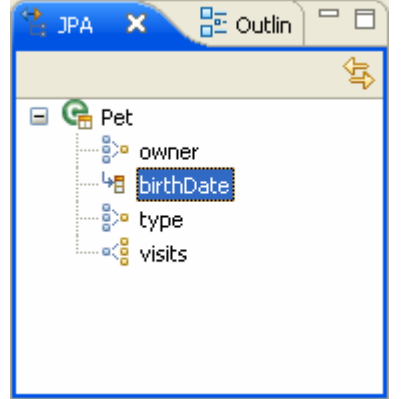 JPA Outlin
Pet
owner
birthDate
type
visits